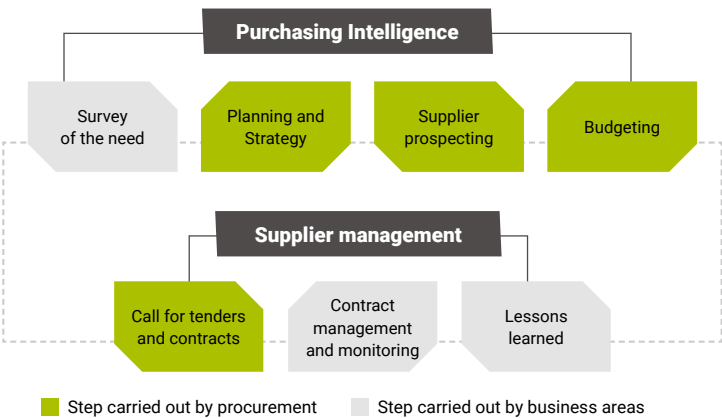 Purchasing Intelligence
Survey
of the need
Planning and
Strategy
Supplier
prospecting
Budgeting
Supplier management
Call for tenders
and contracts
Contract
management
and monitoring
Lessons
learned
Step carried out by procurement
Step carried out by business areas